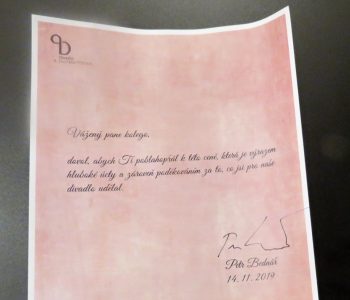 Vážený pane kolego,
dovol, abych Ti poblahopřál k této ceně, která je výrazem
hluboké úcty a zároveň poděkováním za to, co jsi pro naše
divadlo udělal.
Petr Bednář
14. 11. 2019